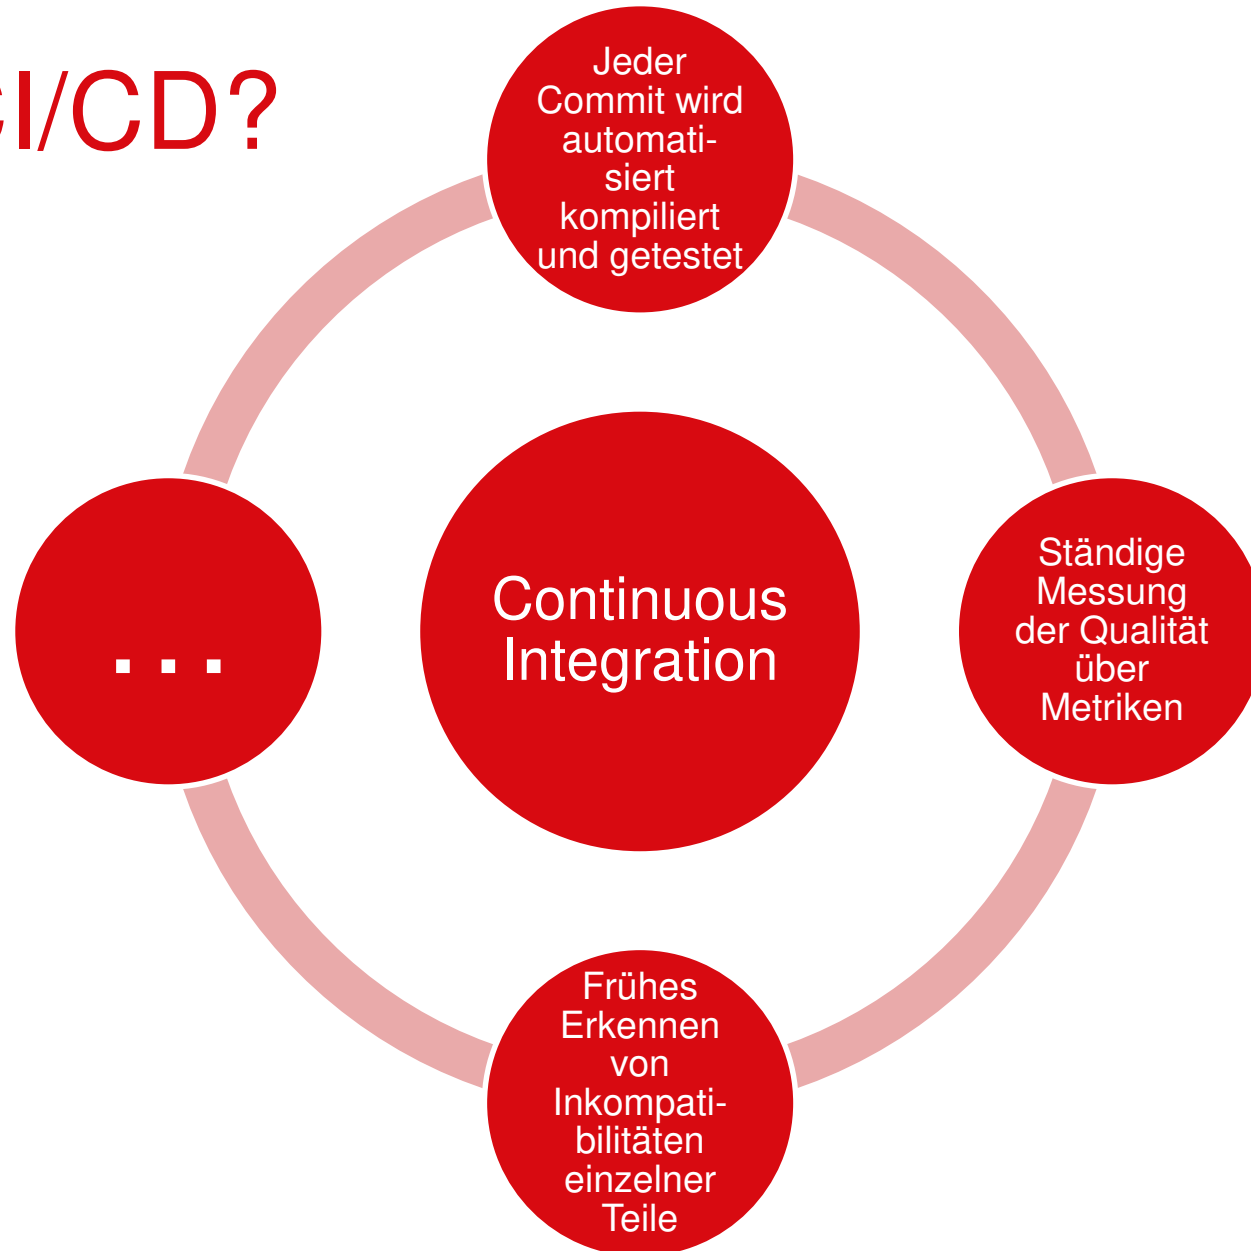 CI/CD?
Jeder
Commit wird
automati-
siert
kompiliert
und getestet
Ständige
Messung
der Qualität
über
Metriken
Continuous
Integration
...
Frühes
Erkennen
von
Inkompati-
bilitäten
einzelner
Teile